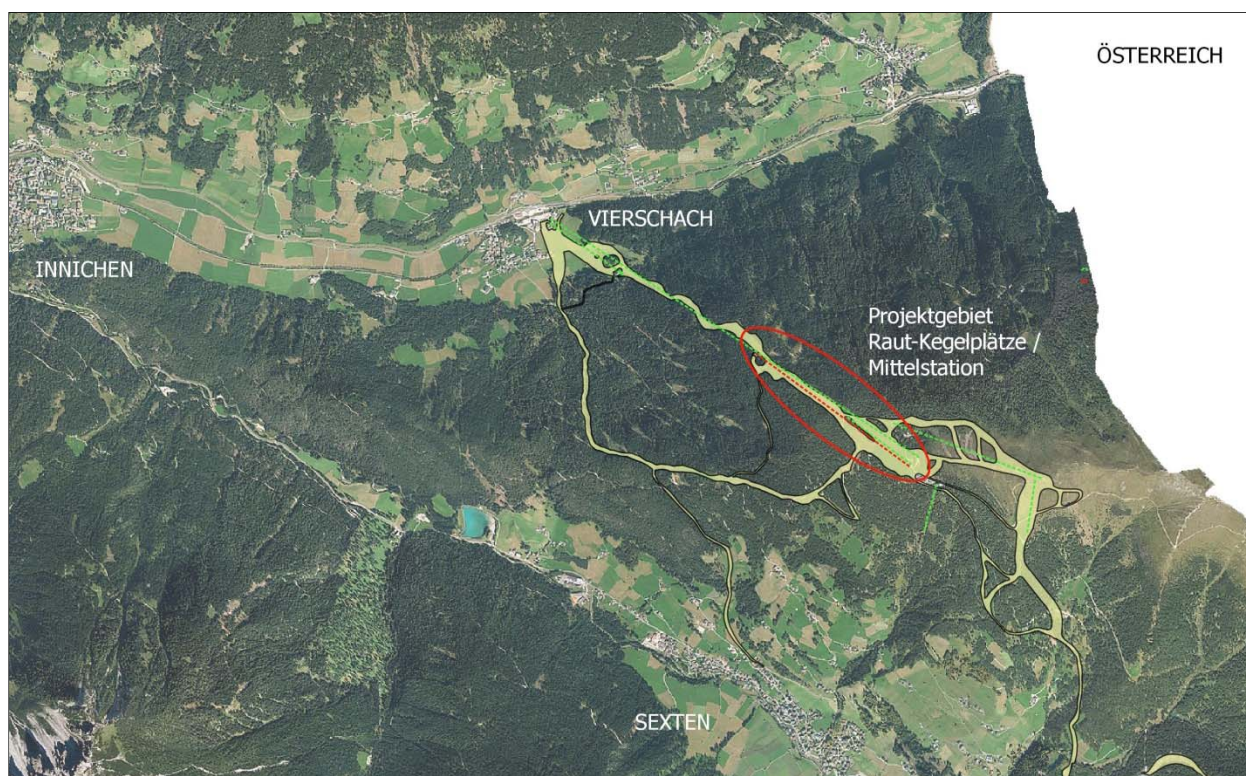 ÖSTERREICH
VIERSCHACH
INNICHEN
Projektgebiet
Raut-Kegelplätze /
Mittelstation
SEXTEN